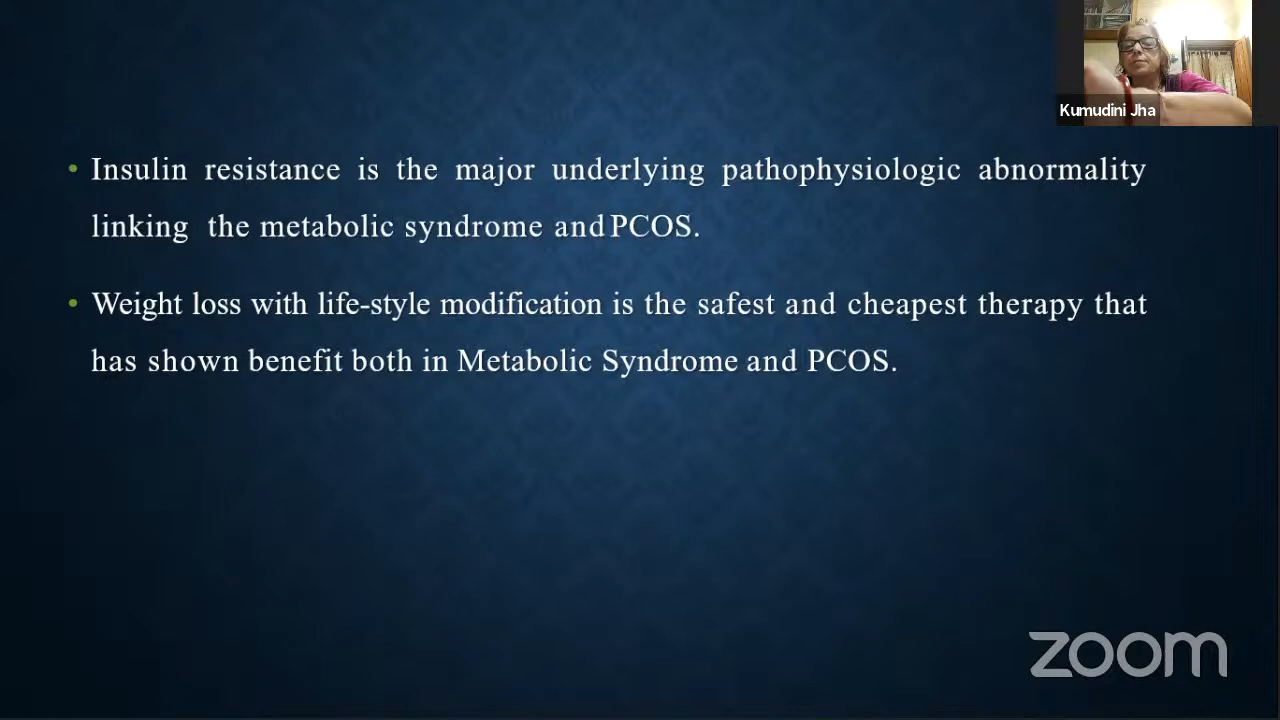 Kumudini Jha
• Insulin resistance is the major underlying pathophysiologic abnormality
linking the metabolic syndrome and PCOS.
• Weight loss with life-style modification is the safest and cheapest therapy that
has shown benefit both in Metabolic Syndrome and PCOS.
zoom